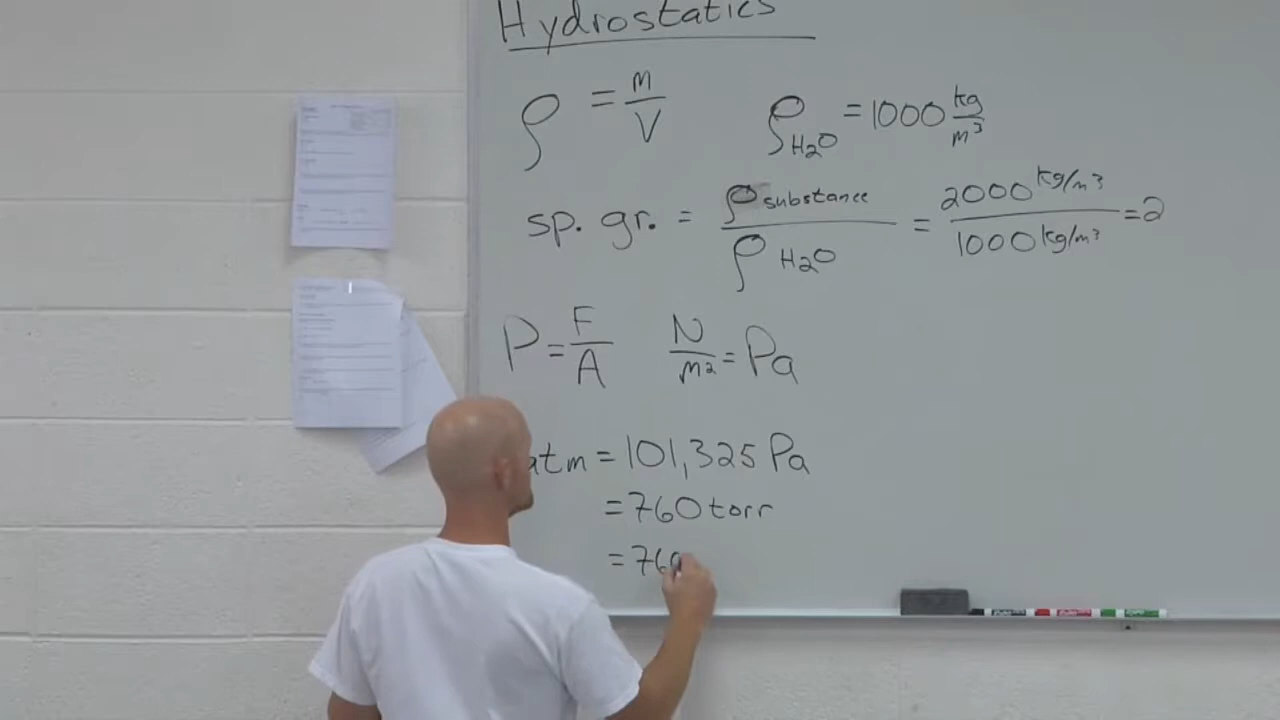 Hydrostatics
ρ = m/V ρH₂O = 1000 kg/m³
sp. gr. = ρsubstance/ρH₂O = 2000 kg/m³/1000 kg/m³ = 2
P = F/A N/m² = Pa
atm = 101,325 Pa
= 760 torr
= 760